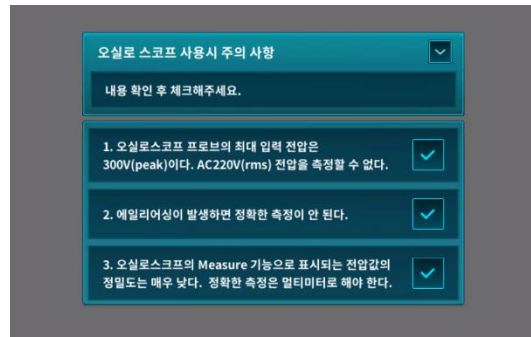 오실로 스코프 사용시 주의 사항
내용 확인 후 체크해주세요.
1. 오실로스코프 프로브의 최대 입력 전압은
300V(peak)이다. AC220V(rms) 전압을 측정할 수 없다.
2. 에일리어싱이 발생하면 정확한 측정이 안 된다.
3. 오실로스크프의 Measure 기능으로 표시되는 전압값의
정밀도는 매우 낮다. 정확한 측정은 멀티미터로 해야 한다.